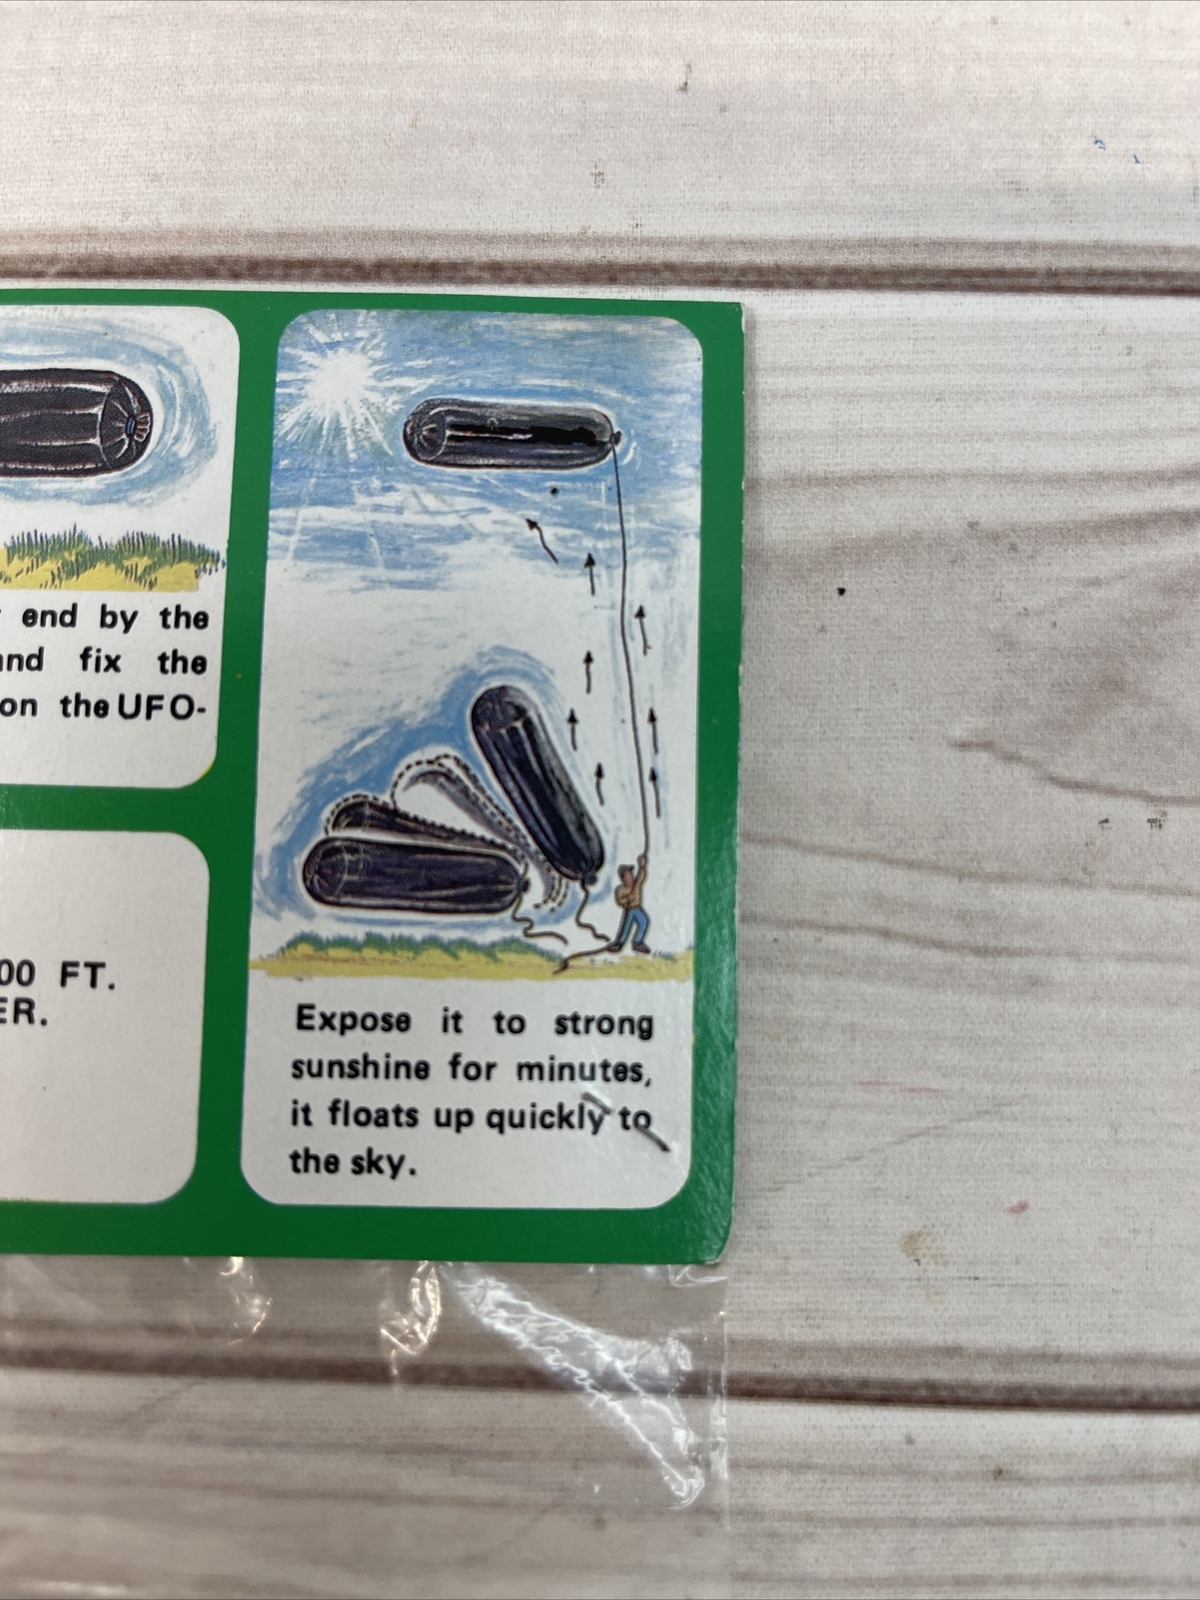 end by the
and fix the
on the UFO-
00 FT.
ER.
Expose it to strong
sunshine for minutes,
it floats up quickly to
the sky.